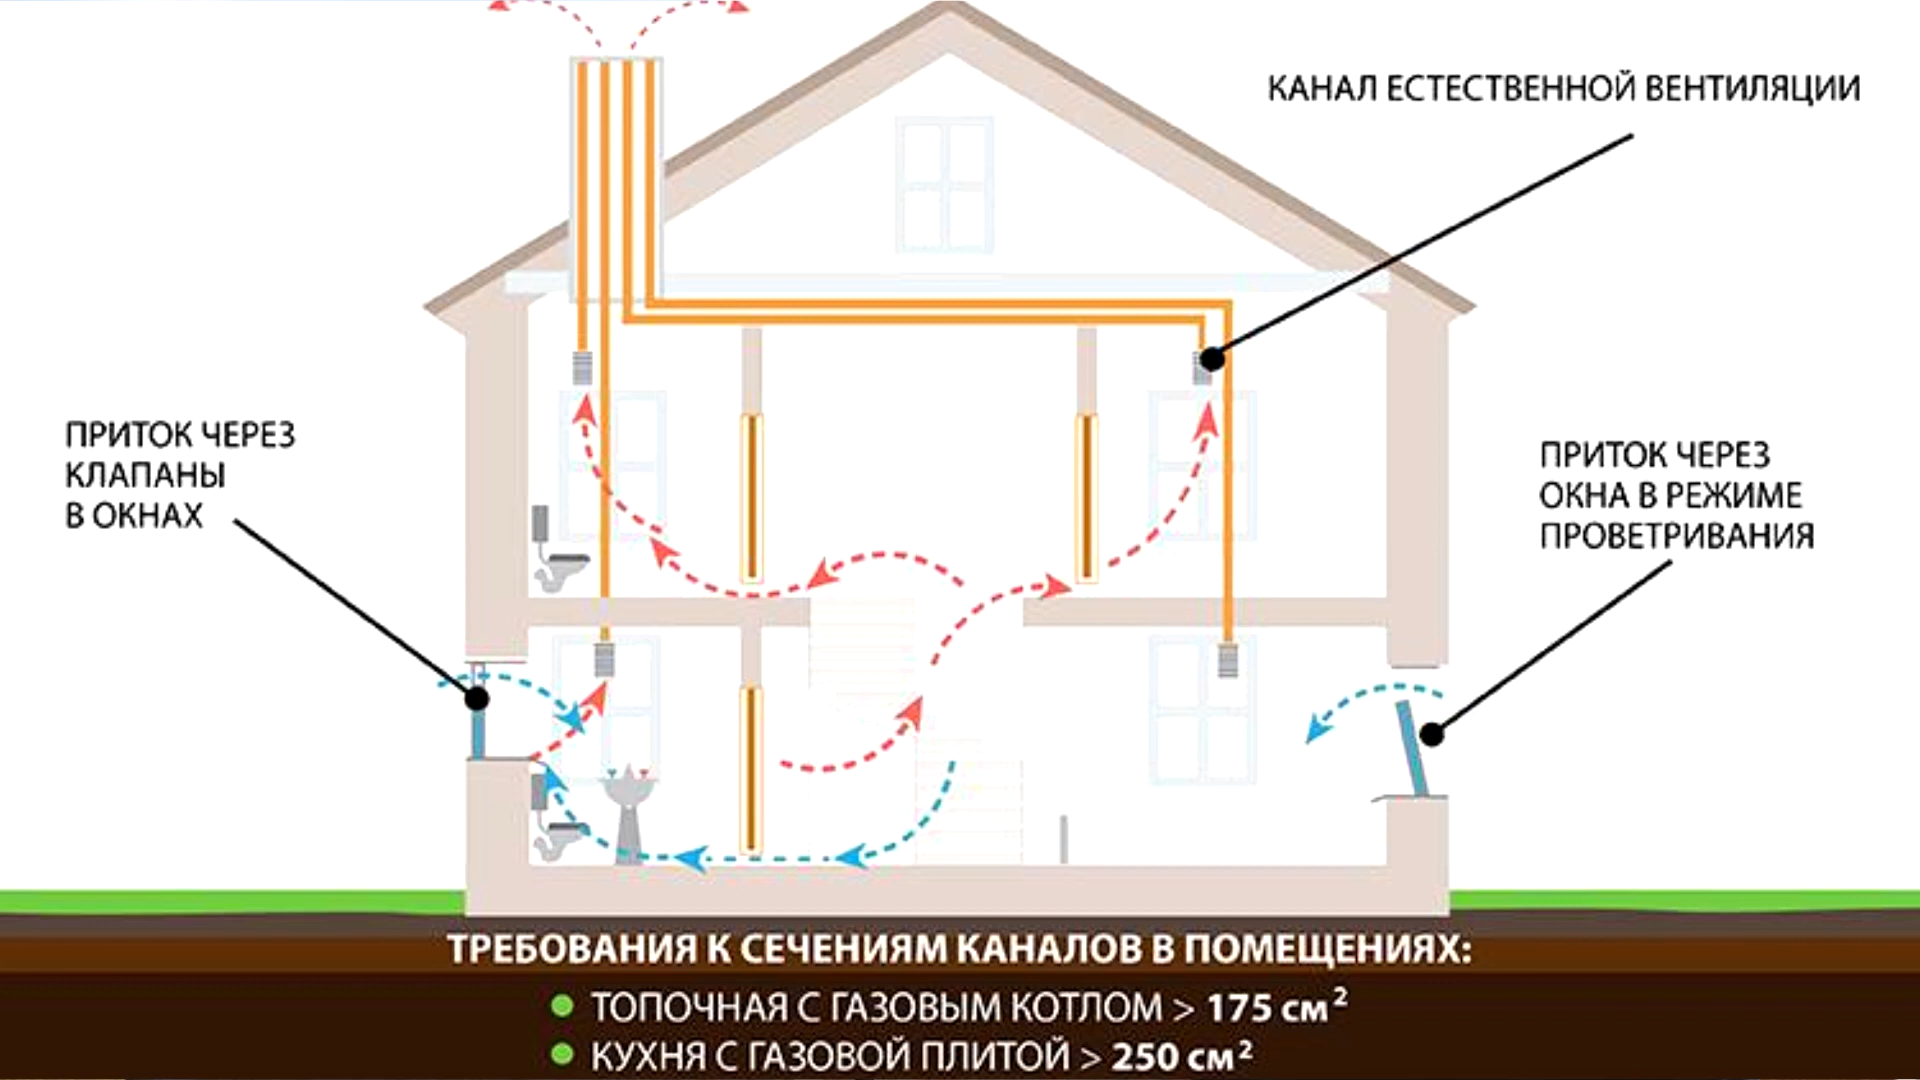 КАНАЛ ЕСТЕСТВЕННОЙ ВЕНТИЛЯЦИИ
ПРИТОК ЧЕРЕЗ
КЛАПАНЫ
В ОКНАХ
ПРИТОК ЧЕРЕЗ
ОКНА В РЕЖИМЕ
ПРОВЕТРИВАНИЯ
ТРЕБОВАНИЯ К СЕЧЕНИЯМ КАНАЛОВ В ПОМЕЩЕНИЯХ:
ТОПОЧНАЯ С ГАЗОВЫМ КОТЛОМ > 175 см²
КУХНЯ С ГАЗОВОЙ ПЛИТОЙ > 250 см²